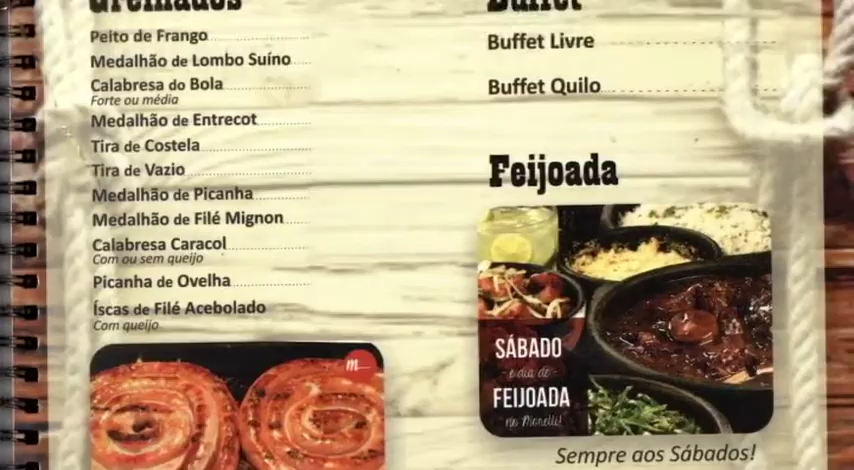 Grelhados
Peito de Frango
Medalhão de Lombo Suíno
Calabresa do Bola
Forte ou média
Medalhão de Entrecot
Tira de Costela
Tira de Vazio
Medalhão de Picanha
Medalhão de Filé Mignon
Calabresa Caracol
Com ou sem queijo
Picanha de Ovelha
Íscas de Filé Acebolado
Com queijo
m
Buffet
Buffet Livre
Buffet Quilo
Feijoada
SÁBADO
- é dia de -
FEIJOADA
no Morelli!
Sempre aos Sábados!